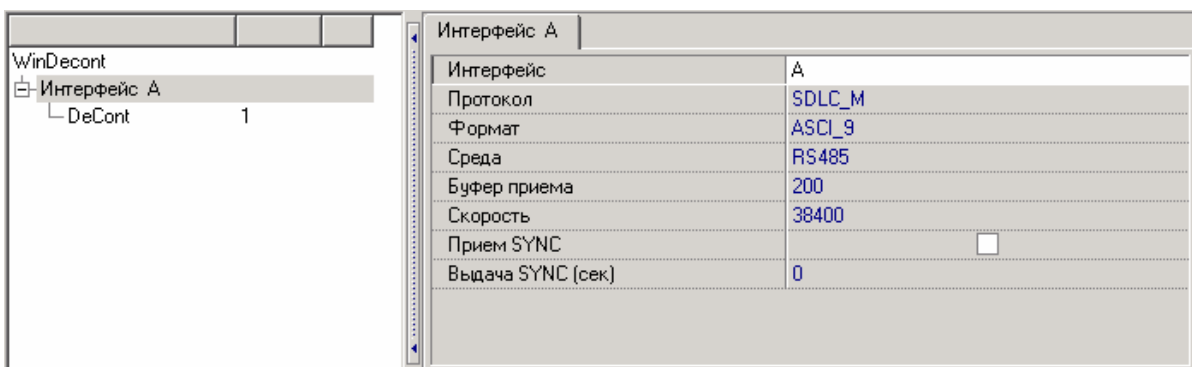 WinDecont
Интерфейс А
DeCont 1
Интерфейс А
Интерфейс А
Протокол SDLC_M
Формат ASCI_9
Среда RS485
Буфер приема 200
Скорость 38400
Прием SYNC
Выдача SYNC (сек) 0